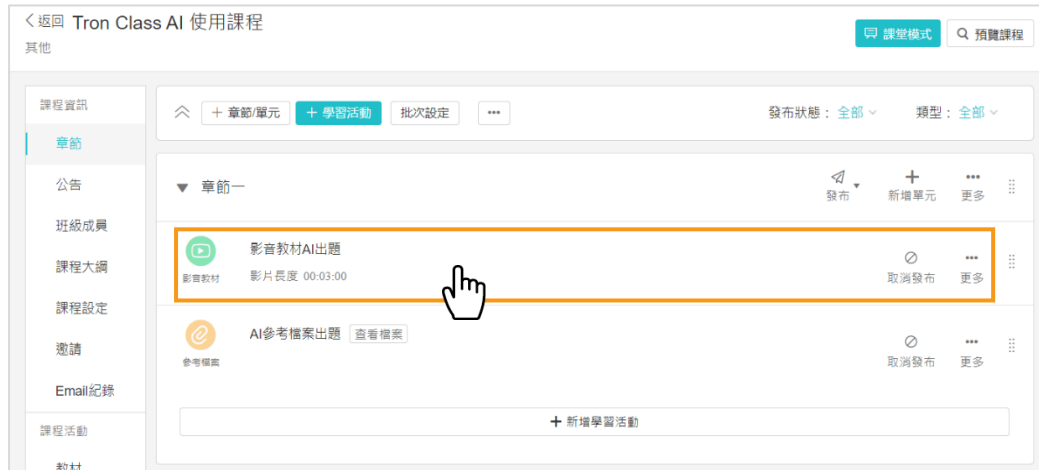 返回 Tron Class AI 使用課程
其他
課堂模式
預覽課程
課程資訊
章節
公告
班級成員
課程大綱
課程設定
邀請
Email紀錄
課程活動
教材
+ 章節/單元
+ 學習活動
批次設定
發布狀態：全部
類型：全部
章節一
發布
新增單元
更多
影音教材
影音教材AI出題
影片長度 00:03:00
取消發布
更多
參考檔案
AI參考檔案出題 查看檔案
取消發布
更多
+ 新增學習活動